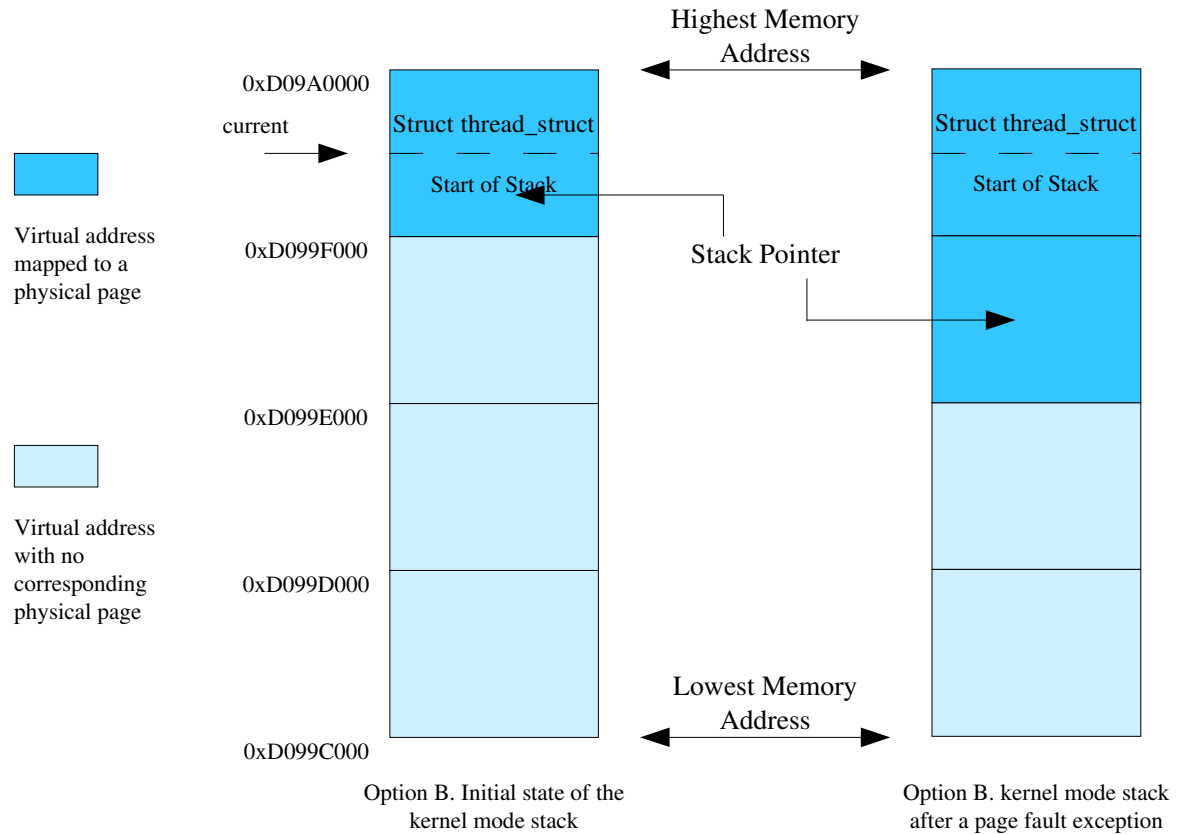 Highest Memory
Address
0xD09A0000
current
Struct thread_struct
Start of Stack
Struct thread_struct
Start of Stack
Virtual address
mapped to a
physical page
0xD099F000
Stack Pointer
0xD099E000
Virtual address
with no
corresponding
physical page
0xD099D000
Lowest Memory
Address
0xD099C000
Option B. Initial state of the
kernel mode stack
Option B. kernel mode stack
after a page fault exception